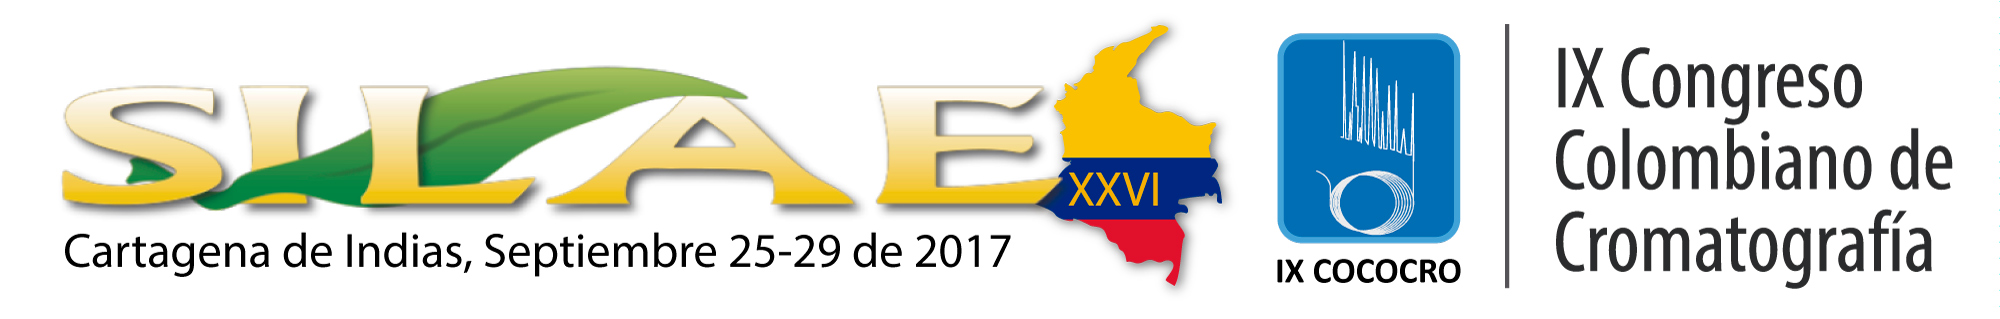 SILAE
XXVI
Cartagena de Indias, Septiembre 25-29 de 2017
IX COCOCRO
IX Congreso
Colombiano de
Cromatografía